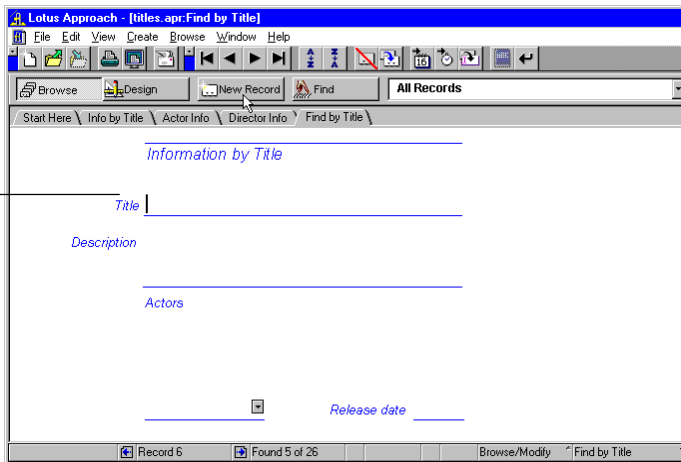 Lotus Approach - [titles.apr:Find by Title]
File Edit View Create Browse Window Help
16
Browse Design New Record Find All Records
Start Here Info by Title Actor Info Director Info Find by Title
Information by Title
Title
Description
Actors
Release date
Record 6 Found 5 of 26 Browse/Modify Find by Title